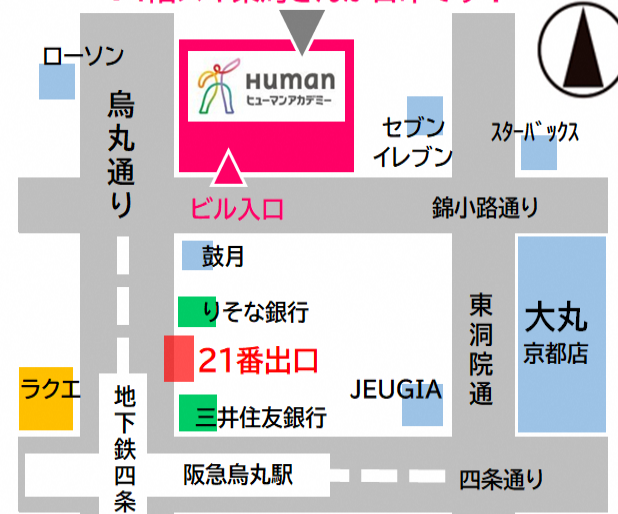 ローソン
烏丸通り
Human
ヒューマンアカデミー
セブン
イレブン
スターバックス
ビル入口
錦小路通り
鼓月
りそな銀行
21番出口
ラクエ
三井住友銀行
JEUGIA
東洞院通
大丸
京都店
地下鉄四条
阪急烏丸駅
四条通り